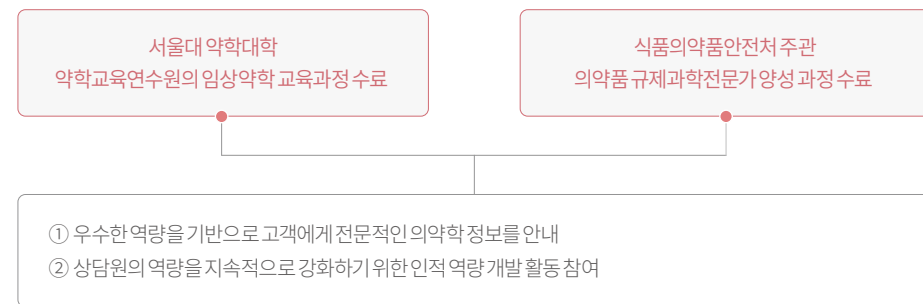 서울대 약학대학
약학교육연수원의 임상약학 교육과정 수료
식품의약품안전처 주관
의약품 규제과학전문가 양성 과정 수료
① 우수한 역량을 기반으로 고객에게 전문적인 의약학 정보를 안내
② 상담원의 역량을 지속적으로 강화하기 위한 인적 역량 개발 활동 참여